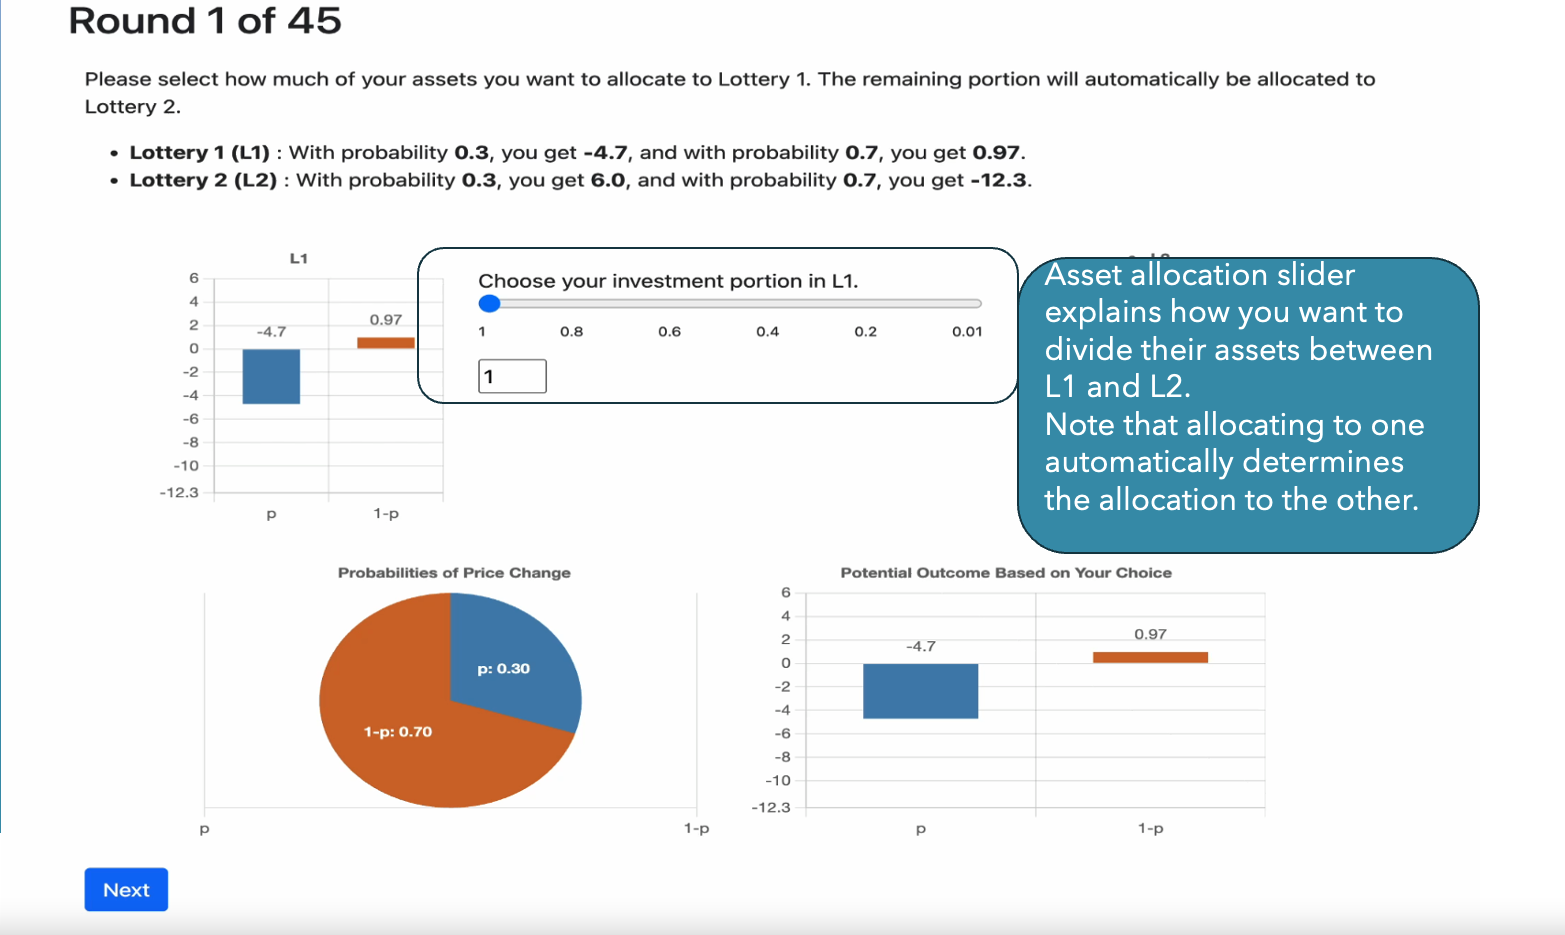 Round 1 of 45
Please select how much of your assets you want to allocate to Lottery 1. The remaining portion will automatically be allocated to
Lottery 2.
• Lottery 1 (L1) : With probability 0.3, you get -4.7, and with probability 0.7, you get 0.97.
• Lottery 2 (L2) : With probability 0.3, you get 6.0, and with probability 0.7, you get -12.3.
L1
6
4
2
0
-2
-4
-6
-8
-10
-12.3
-4.7
0.97
p
1-p
Choose your investment portion in L1.
1 0.8 0.6 0.4 0.2 0.01
1
Asset allocation slider
explains how you want to
divide their assets between
L1 and L2.
Note that allocating to one
automatically determines
the allocation to the other.
Probabilities of Price Change
p: 0.30
1-p: 0.70
p
1-p
Potential Outcome Based on Your Choice
6
4
2
0
-2
-4
-6
-8
-10
-12.3
-4.7
0.97
p
1-p
Next